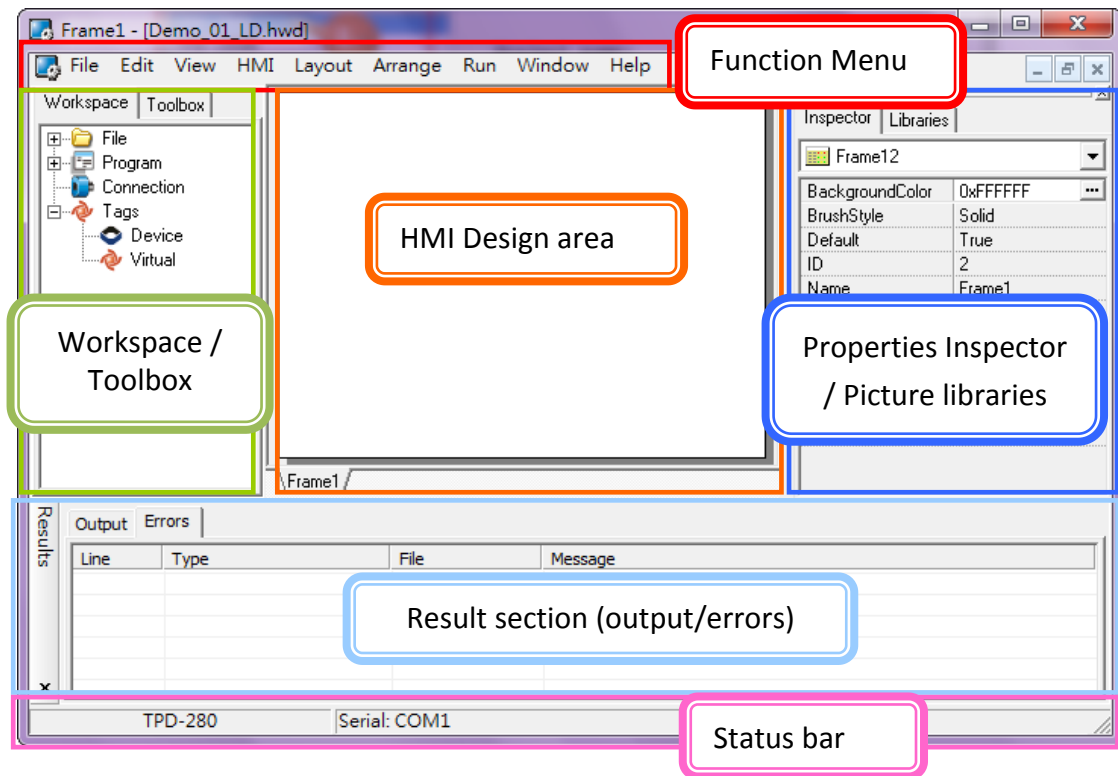 Frame1 - [Demo_01_LD.hwd]
File Edit View HMI Layout Arrange Run Window Help
Function Menu
Workspace Toolbox
File
Program
Connection
Tags
Device
Virtual
Workspace /
Toolbox
HMI Design area
Frame1
Inspector Libraries
Frame12
BackgroundColor 0xFFFFFF ...
BrushStyle Solid
Default True
ID 2
Name Frame1
Properties Inspector
/ Picture libraries
Results
Output Errors
Line Type File Message
Result section (output/errors)
TPD-280 Serial: COM1
Status bar